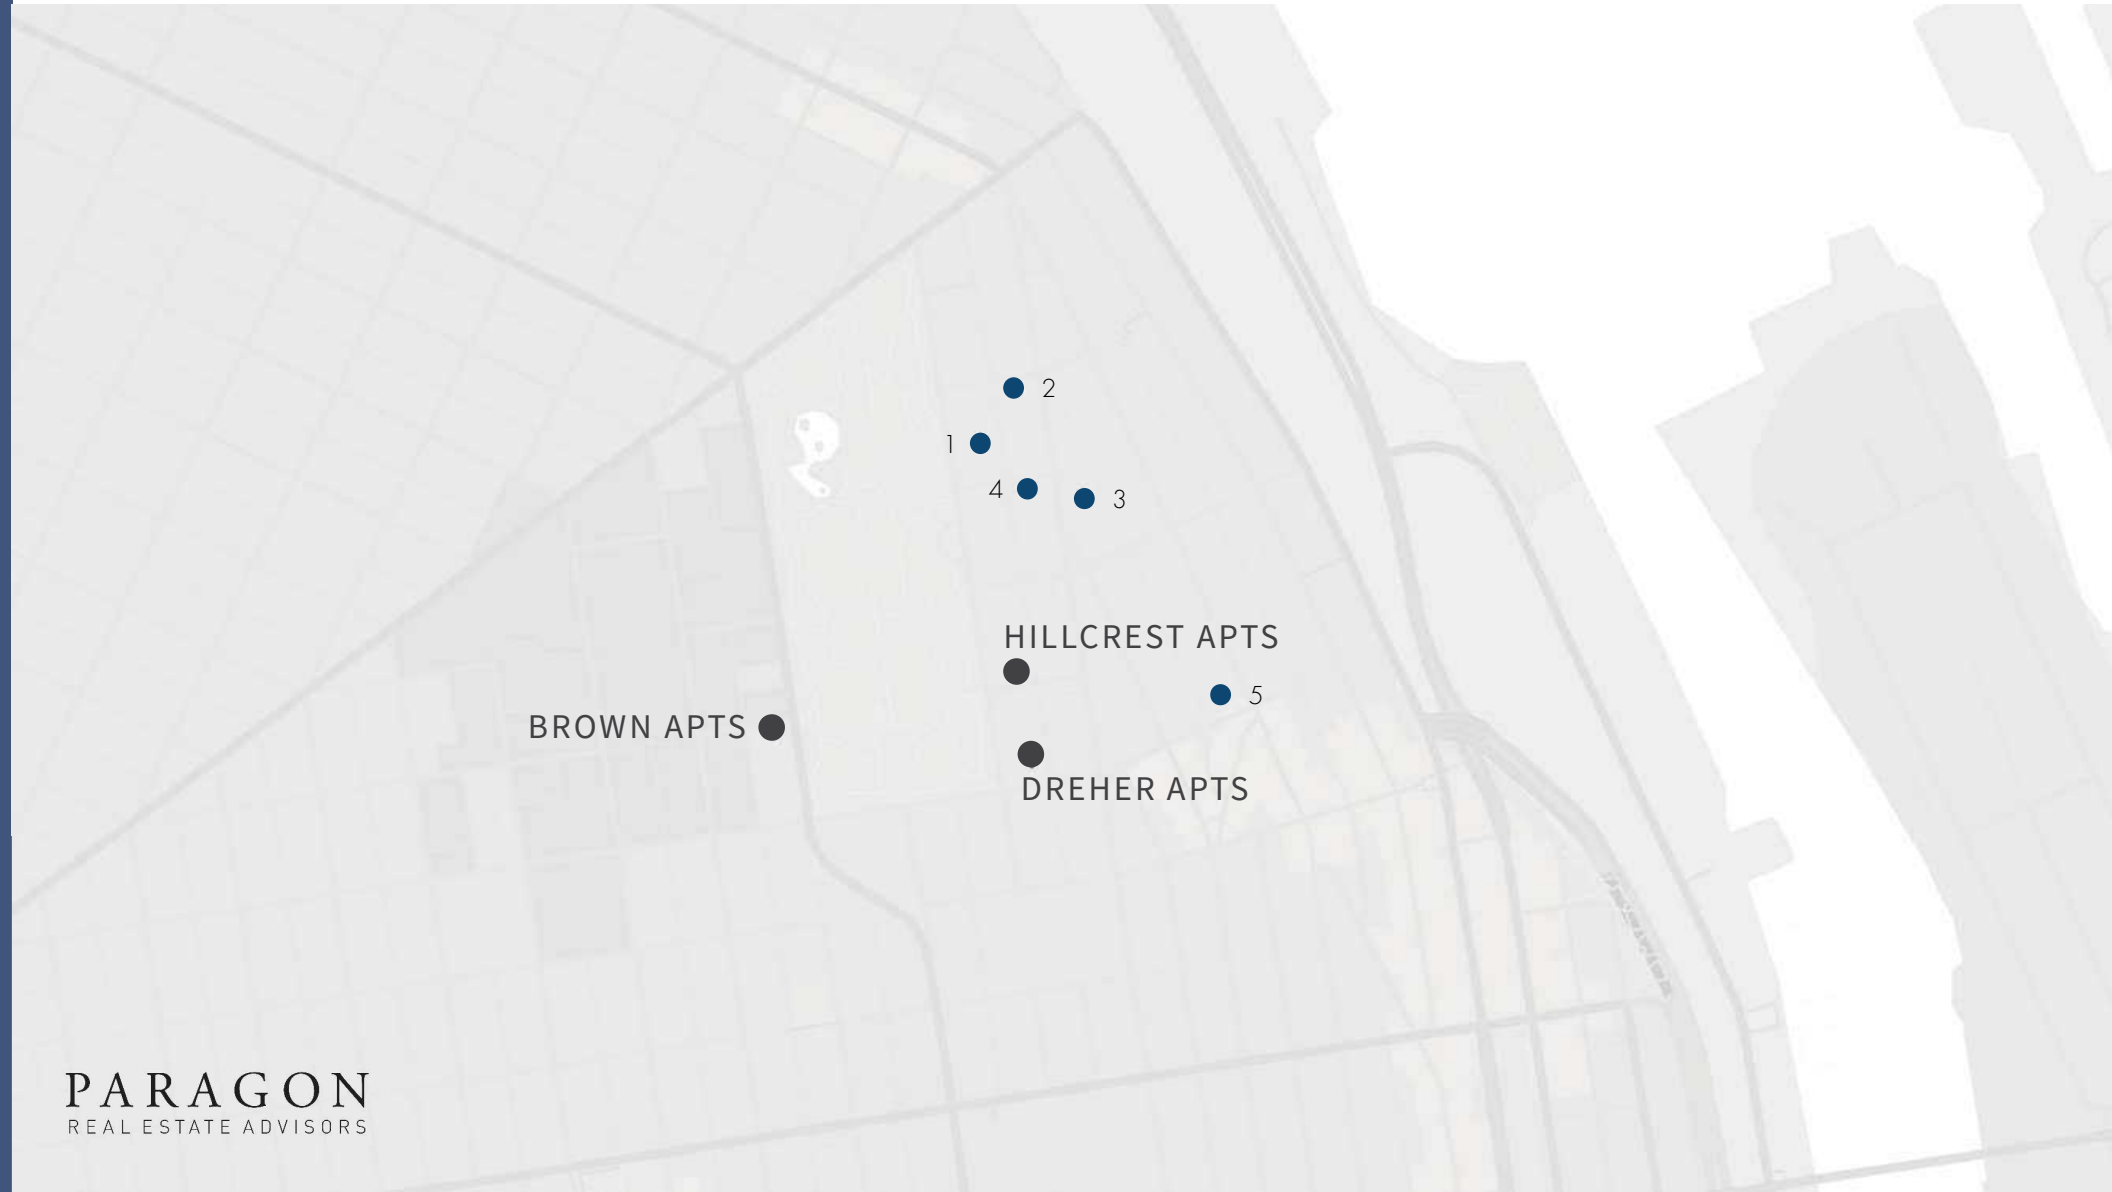 2
1
4
3
HILLCREST APTS
5
BROWN APTS
DREHER APTS
PARAGON
REAL ESTATE ADVISORS